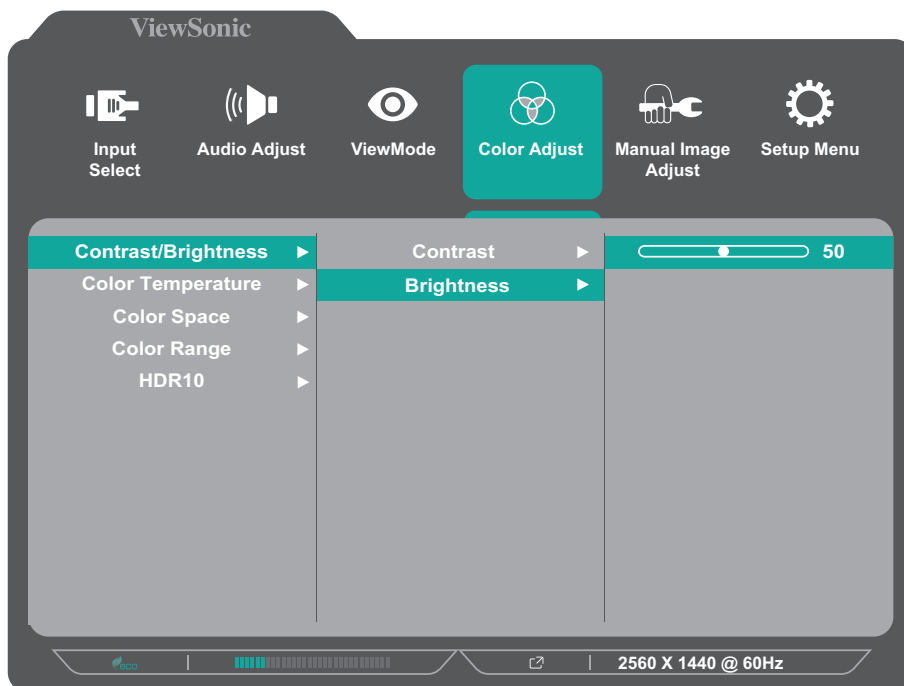 ViewSonic
Input
Select
Audio Adjust
ViewMode
Color Adjust
Manual Image
Adjust
Setup Menu
Contrast/Brightness
Contrast
50
Color Temperature
Brightness
Color Space
Color Range
HDR10
eco
2560 X 1440 @ 60Hz